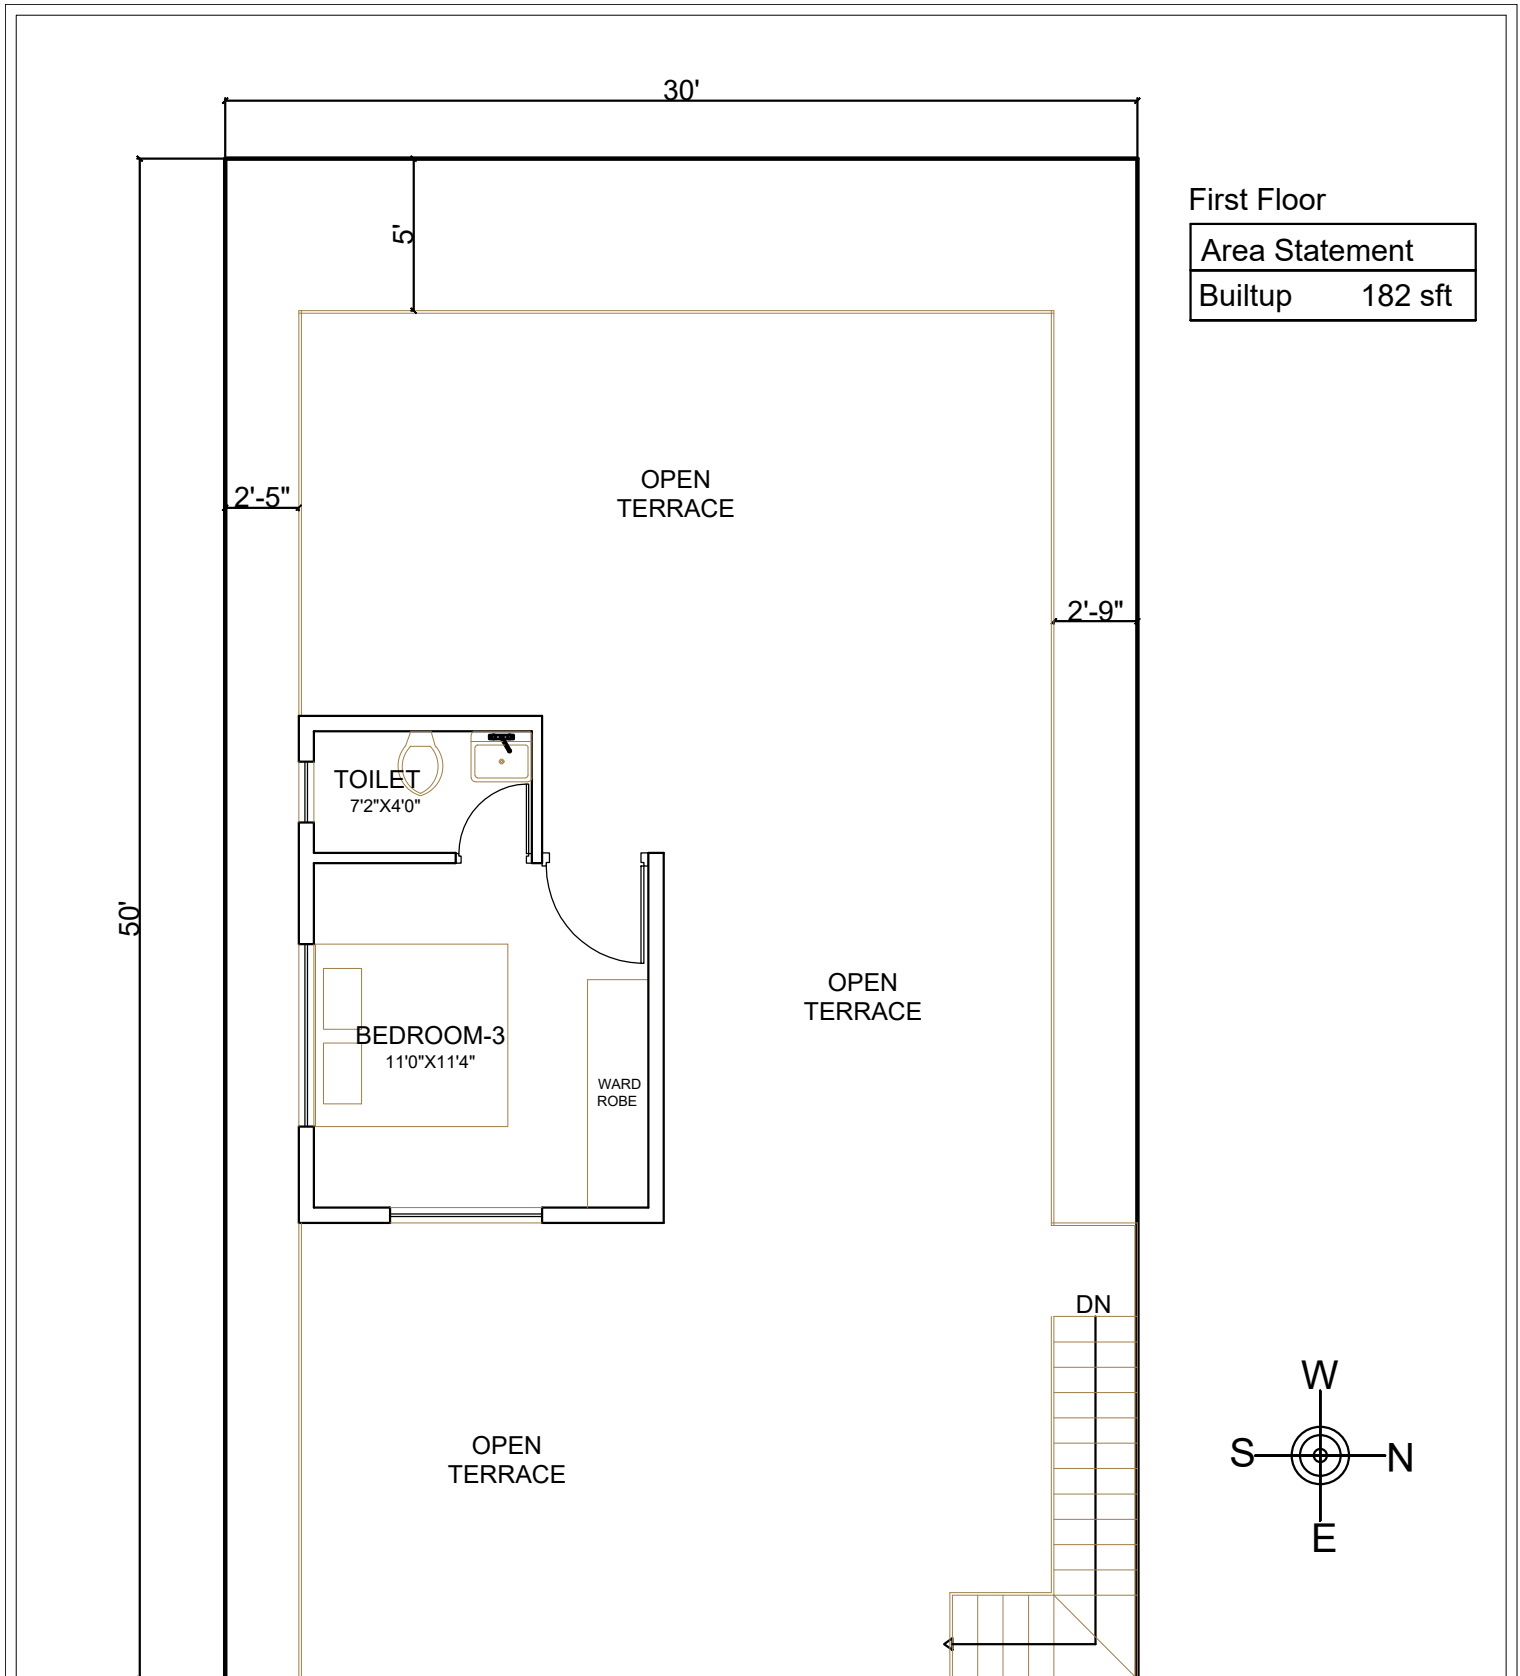 30'
First Floor
Area Statement
Builtup 182 sft
5'
OPEN
TERRACE
2'-5"
2'-9"
TOILET
7'2"X4'0"
50'
OPEN
TERRACE
BEDROOM-3
11'0"X11'4"
WARD
ROBE
DN
W
S N
E
OPEN
TERRACE